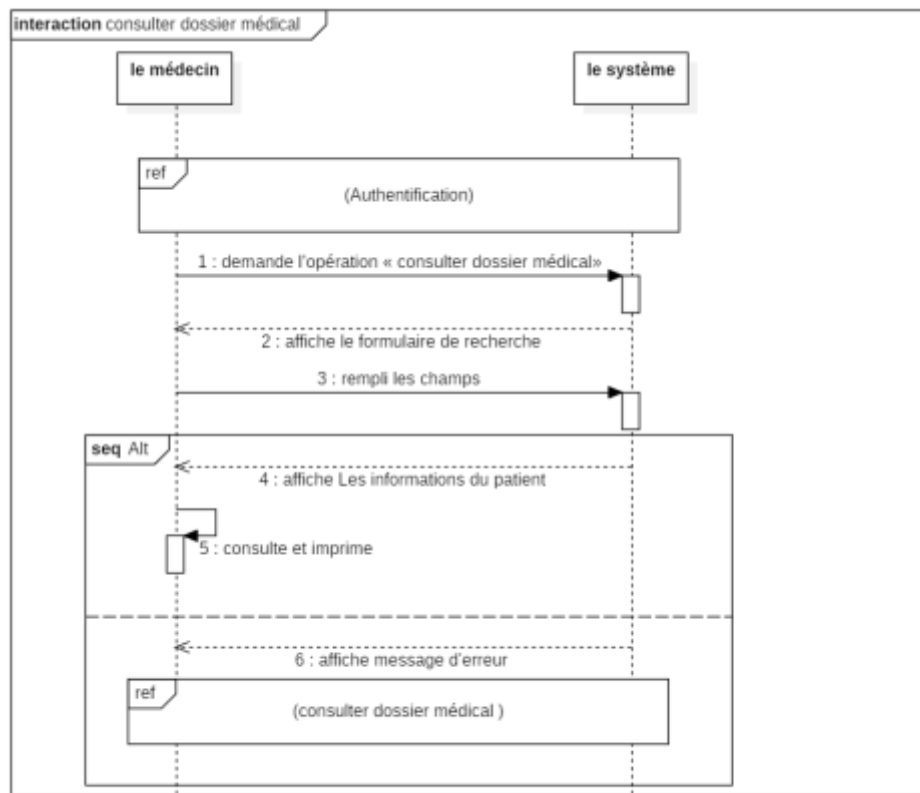 interaction consulter dossier médical
le médecin
le système
ref
(Authentification)
1 : demande l'opération « consulter dossier médical»
2 : affiche le formulaire de recherche
3 : rempli les champs
seq Alt
4 : affiche Les informations du patient
5 : consulte et imprime
6 : affiche message d'erreur
ref
(consulter dossier médical )